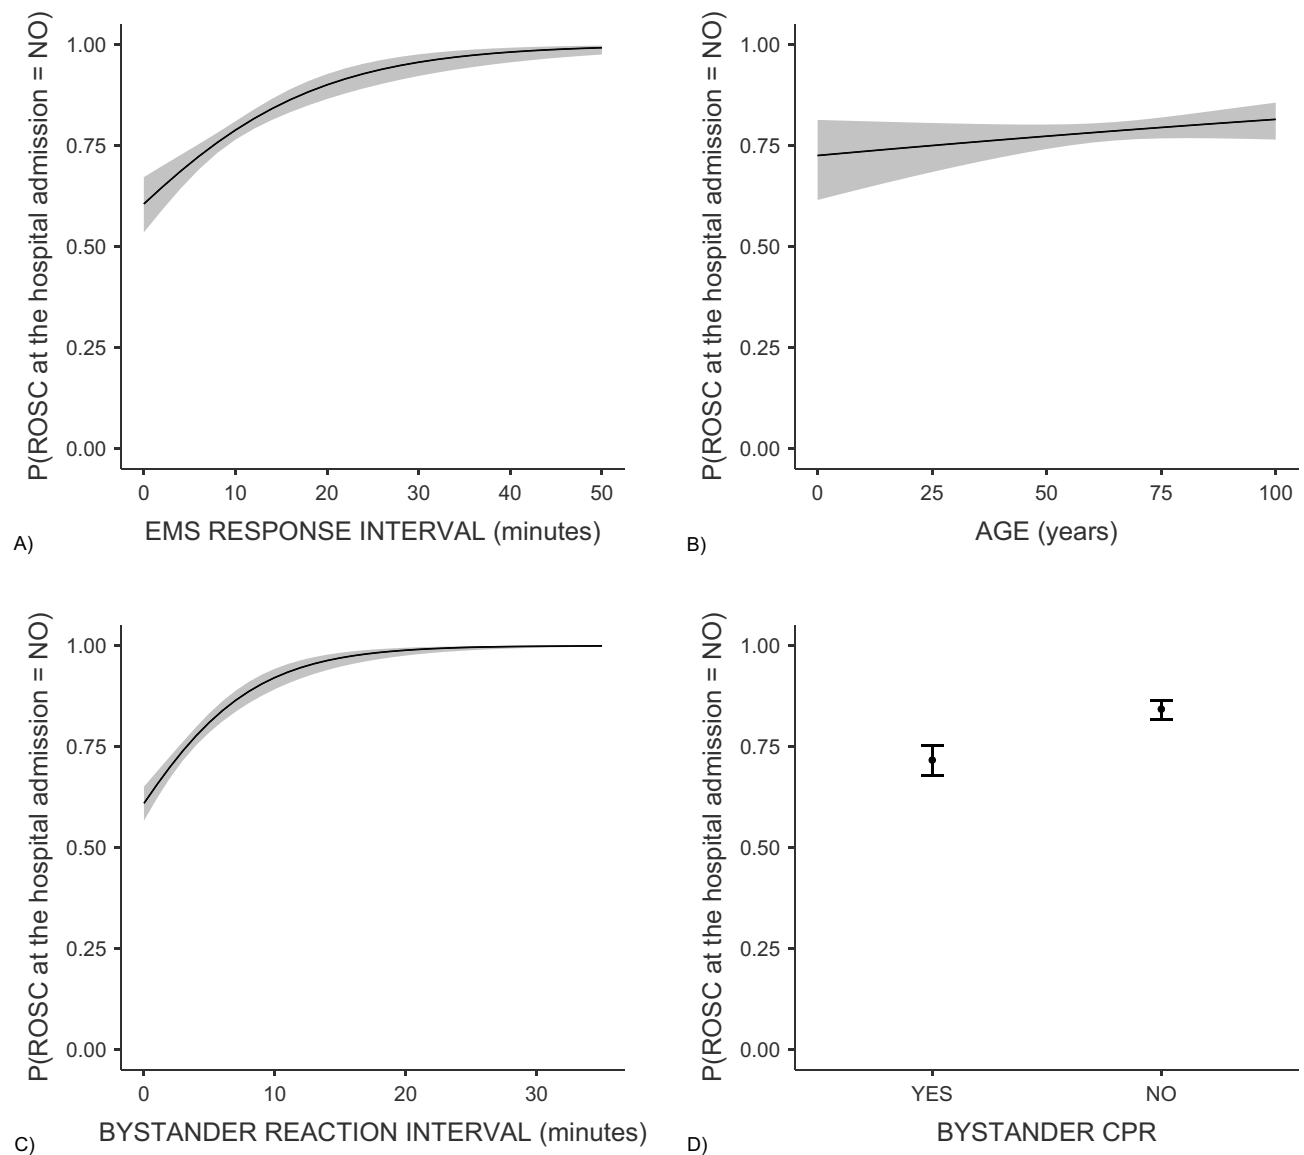 P(ROSC at the hospital admission = NO)
1.00
0.75
0.50
0.25
0.00
0 10 20 30 40 50
EMS RESPONSE INTERVAL (minutes)
A)
P(ROSC at the hospital admission = NO)
1.00
0.75
0.50
0.25
0.00
0 25 50 75 100
AGE (years)
B)
P(ROSC at the hospital admission = NO)
1.00
0.75
0.50
0.25
0.00
0 10 20 30
BYSTANDER REACTION INTERVAL (minutes)
C)
P(ROSC at the hospital admission = NO)
1.00
0.75
0.50
0.25
0.00
YES NO
BYSTANDER CPR
D)